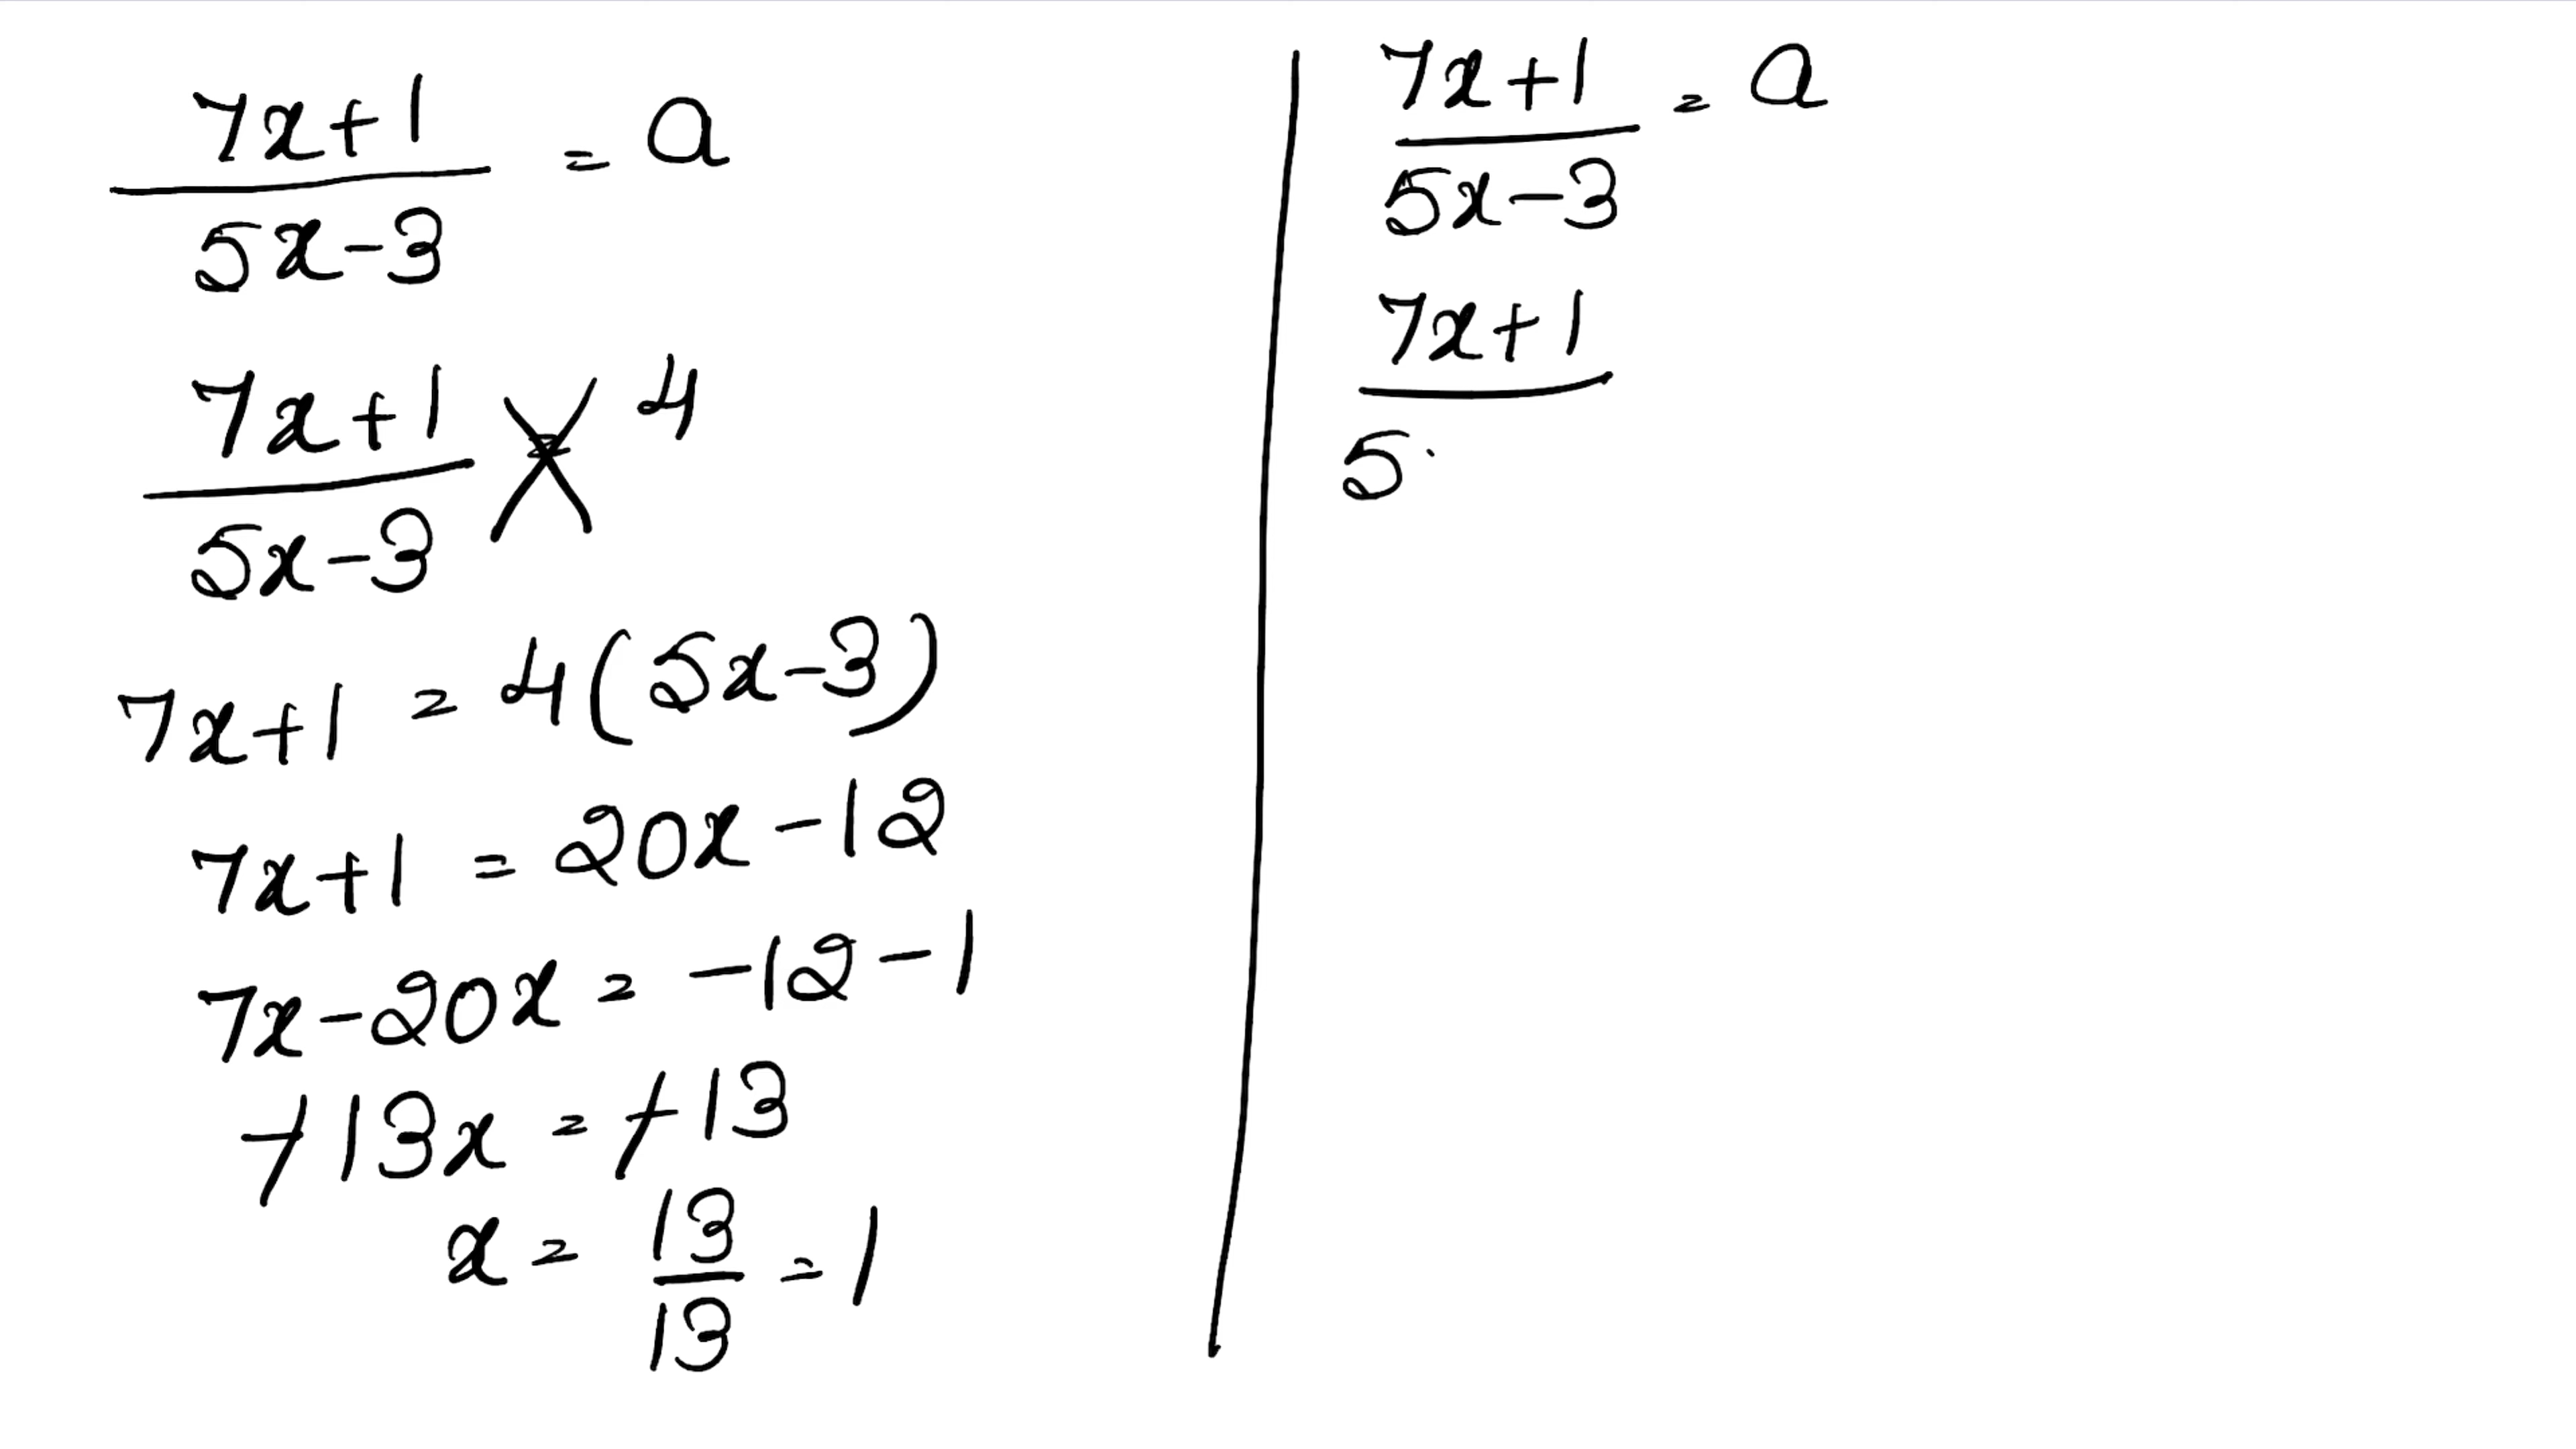 7x+1
5x-3 = a
7x+1
5x-3 = 4
7x+1 = 4(5x-3)
7x+1 = 20x-12
7x-20x = -12-1
-13x = -13
x = 13/13 = 1
7x+1
5x-3 = a
7x+1
5